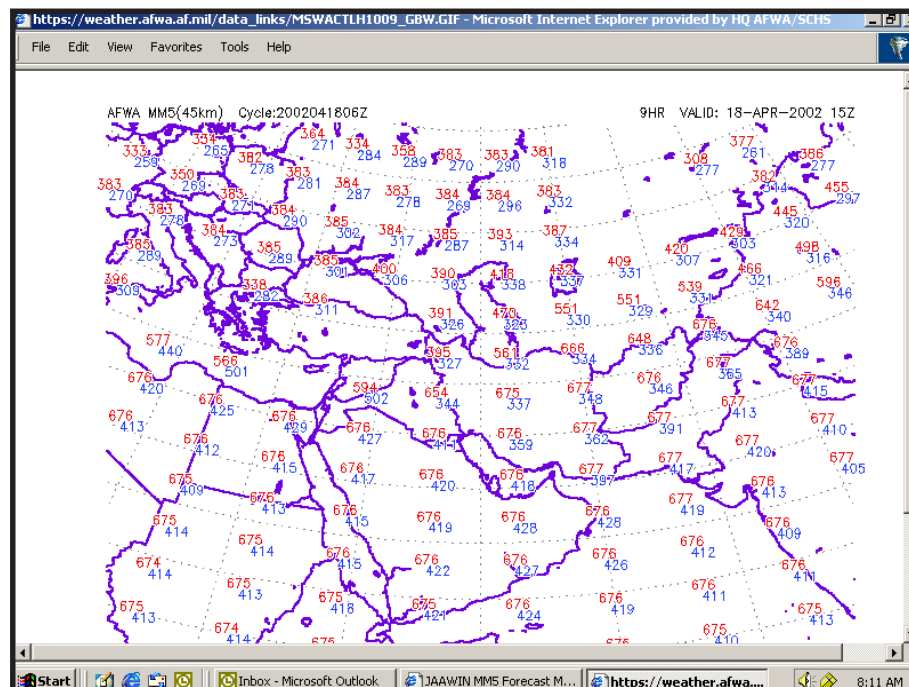 https://weather.afwa.af.mil/data_links/MSWACTLH1009_GBW.GIF - Microsoft Internet Explorer provided by HQ AFWA/SCHS
File Edit View Favorites Tools Help
AFWA MM5(45km) Cycle:2002041806Z 9HR VALID: 18-APR-2002 15Z
333 334 382 364 334 358 383 383 381 308 377 386
259 265 278 271 284 289 270 290 318 277 261 277
383 350 383 383 384 383 384 384 383 382 455
270 269 271 281 287 278 269 296 332 314 297
383 384 384 385 384 385 393 387 420 429 445 498
278 273 290 302 317 287 314 334 307 303 320 316
385 385 385 400 390 418 432 409 539 466 596
289 289 301 306 303 338 337 331 331 321 346
396 338 386 391 470 551 551 642
309 282 311 326 323 330 329 340
577 566 395 561 666 648 676 676
440 501 327 332 334 336 345 389
676 676 594 654 675 677 676 677 677
420 425 502 344 337 348 346 365 415
676 676 676 676 676 676 677 677 677 677
413 412 429 427 411 359 362 391 413 410
675 676 676 676 676 677 677 677 677
409 415 417 420 418 397 417 420 405
675 676 676 676 676 676 677 676
414 413 415 419 428 428 419 413
674 675 676 676 676 676 676 676
414 414 415 422 427 426 412 409
675 675 675 675 676 676 676 676
413 413 418 421 424 619 411 411
674 675 675 675 675
414 410 413
Start Inbox - Microsoft Outlook JAAWIN MM5 Forecast M... https://weather.afwa.... 8:11 AM